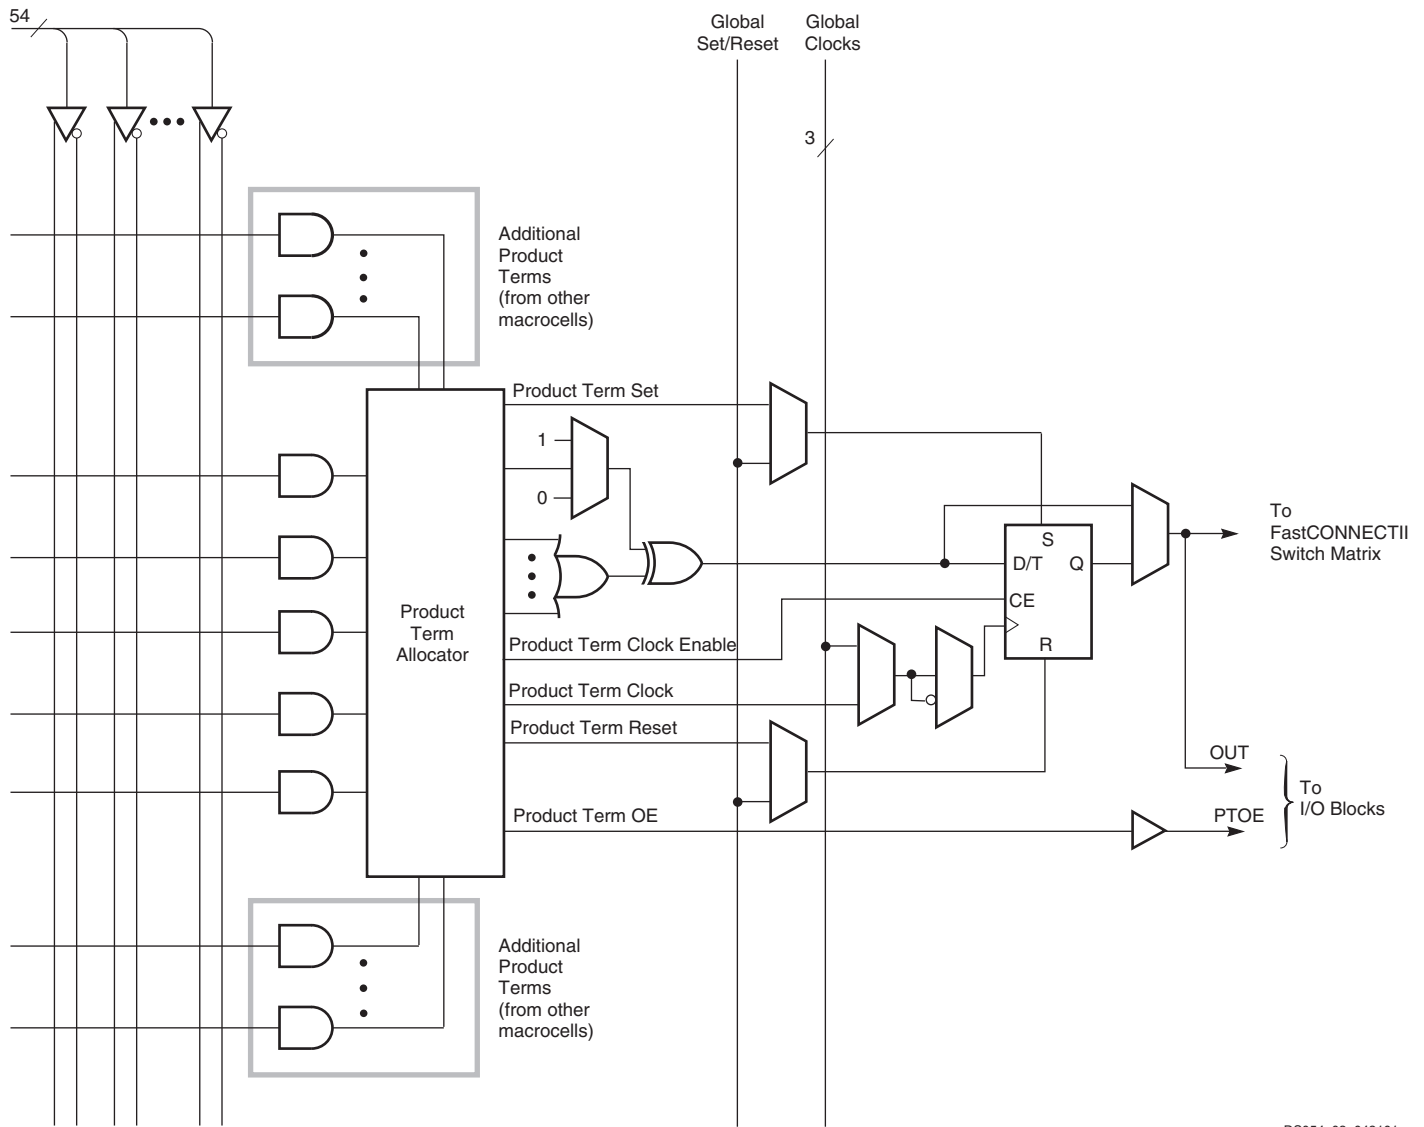 54
Global
Set/Reset
Global
Clocks
3
Additional
Product
Terms
(from other
macrocells)
Product Term Set
1
0
Product
Term
Allocator
Product Term Clock Enable
Product Term Clock
Product Term Reset
Product Term OE
S
D/T
Q
CE
R
To
FastCONNECTII
Switch Matrix
OUT
PTOE
To
I/O Blocks
Additional
Product
Terms
(from other
macrocells)